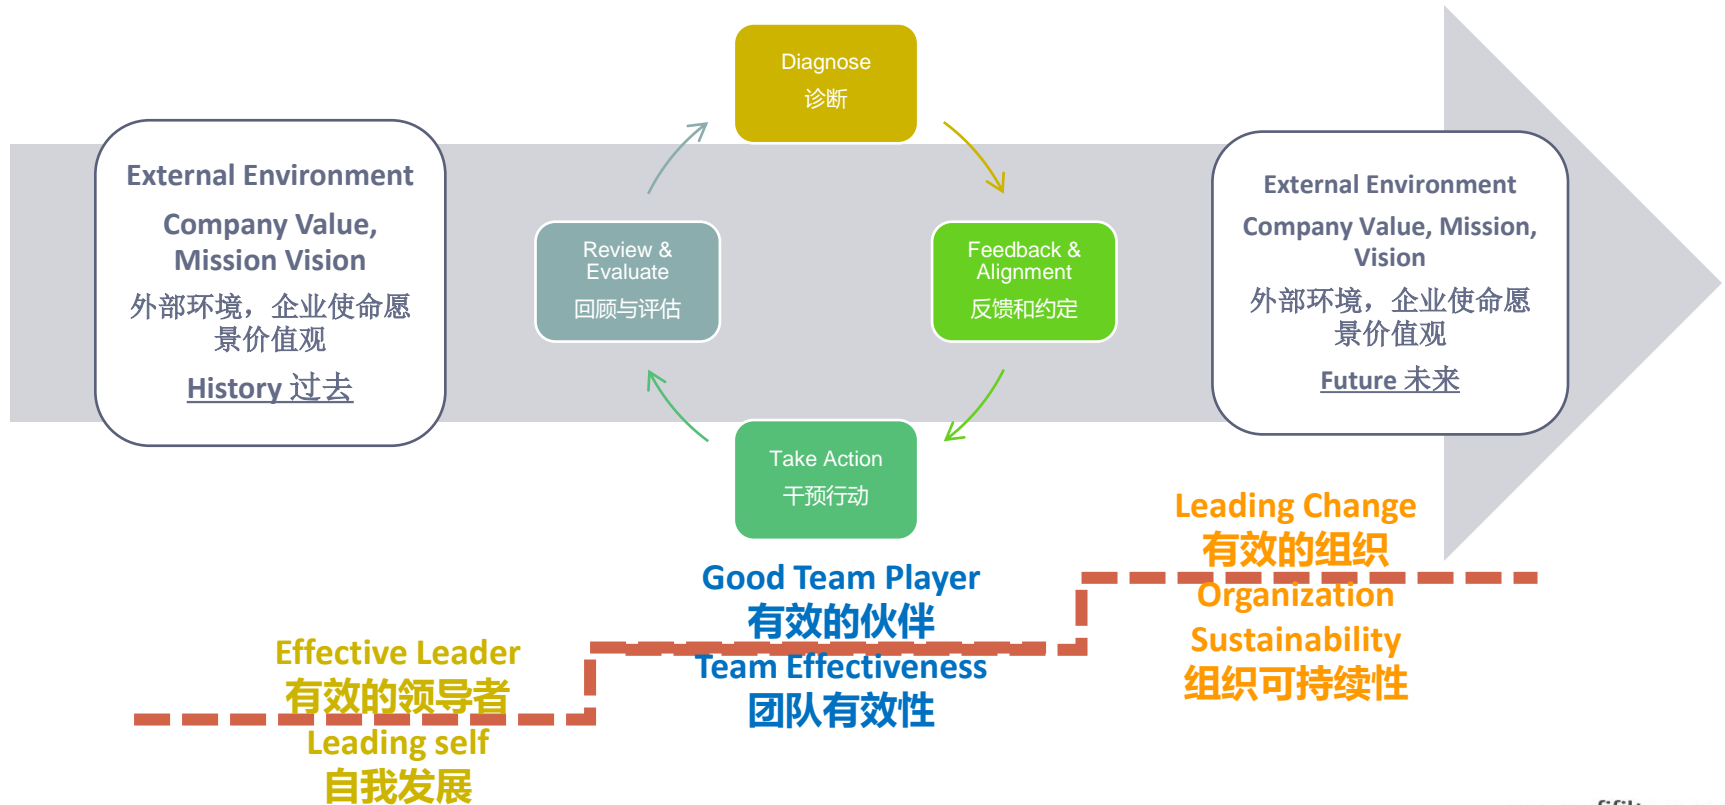 Diagnose
诊断
External Environment
Company Value,
Mission Vision
外部环境，企业使命愿
景价值观
History 过去
Review &
Evaluate
回顾与评估
Feedback &
Alignment
反馈和约定
External Environment
Company Value, Mission,
Vision
外部环境，企业使命愿
景价值观
Future 未来
Take Action
干预行动
Leading Change
有效的组织
Organization
Sustainability
组织可持续性
Good Team Player
有效的伙伴
Team Effectiveness
团队有效性
Effective Leader
有效的领导者
Leading self
自我发展